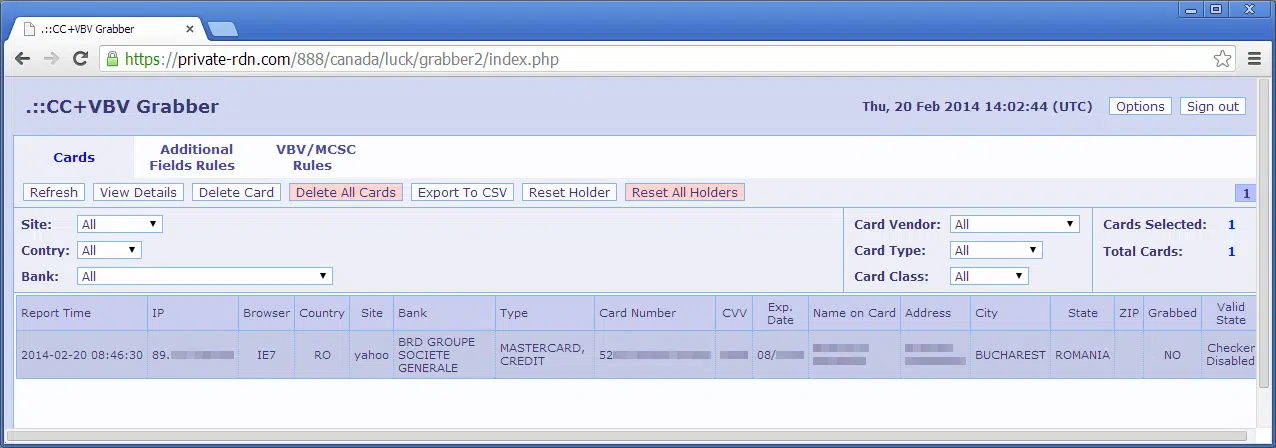 .::CC+VBV Grabber
https://private-rdn.com/888/canada/luck/grabber2/index.php
.::CC+VBV Grabber
Thu, 20 Feb 2014 14:02:44 (UTC) Options Sign out
Cards Additional Fields Rules VBV/MCSC Rules
Refresh View Details Delete Card Delete All Cards Export To CSV Reset Holder Reset All Holders 1
Site: All Card Vendor: All Cards Selected: 1
Contry: All Card Type: All Total Cards: 1
Bank: All Card Class: All
Report Time IP Browser Country Site Bank Type Card Number CVV Exp. Date Name on Card Address City State ZIP Grabbed Valid State
2014-02-20 08:46:30 89. IE7 RO yahoo BRD GROUPE SOCIETE GENERALE MASTERCARD, CREDIT 52 08/ BUCHAREST ROMANIA NO Checker Disabled